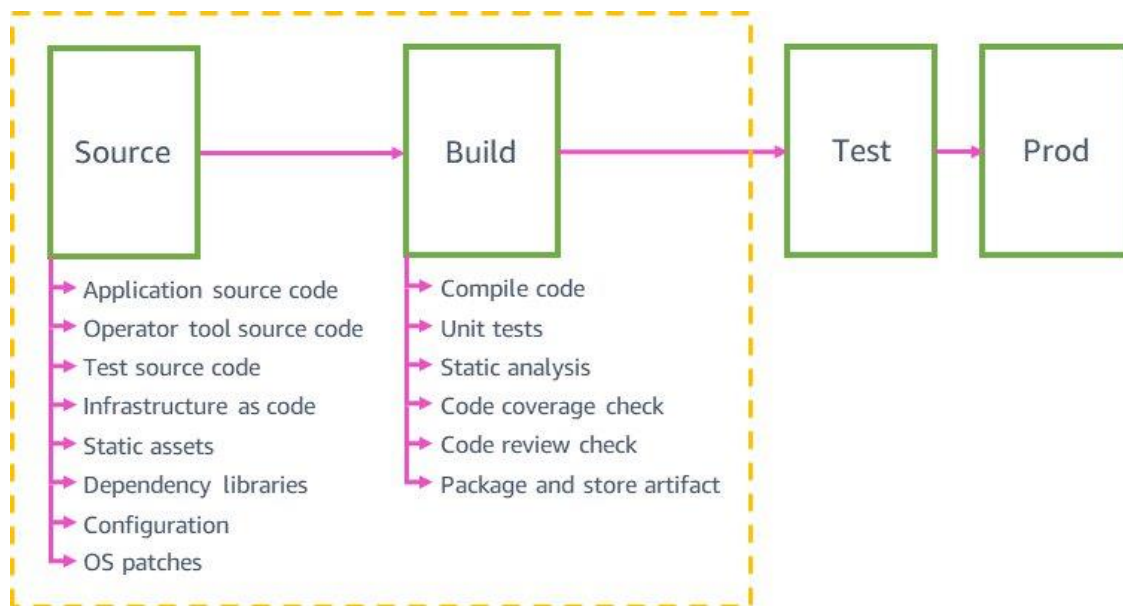 Source
Build
Test
Prod
Application source code
Operator tool source code
Test source code
Infrastructure as code
Static assets
Dependency libraries
Configuration
OS patches
Compile code
Unit tests
Static analysis
Code coverage check
Code review check
Package and store artifact